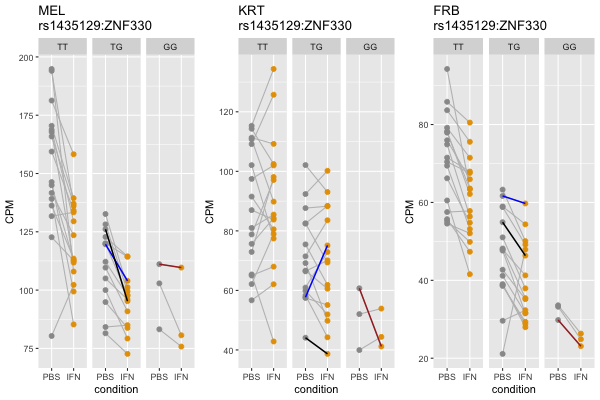 MEL
rs1435129:ZNF330
TT TG GG
200
175
150
125
100
75
CPM
PBS IFN PBS IFN PBS IFN
condition
KRT
rs1435129:ZNF330
TT TG GG
120
100
80
60
40
CPM
PBS IFN PBS IFN PBS IFN
condition
FRB
rs1435129:ZNF330
TT TG GG
80
60
40
20
CPM
PBS IFN PBS IFN PBS IFN
condition